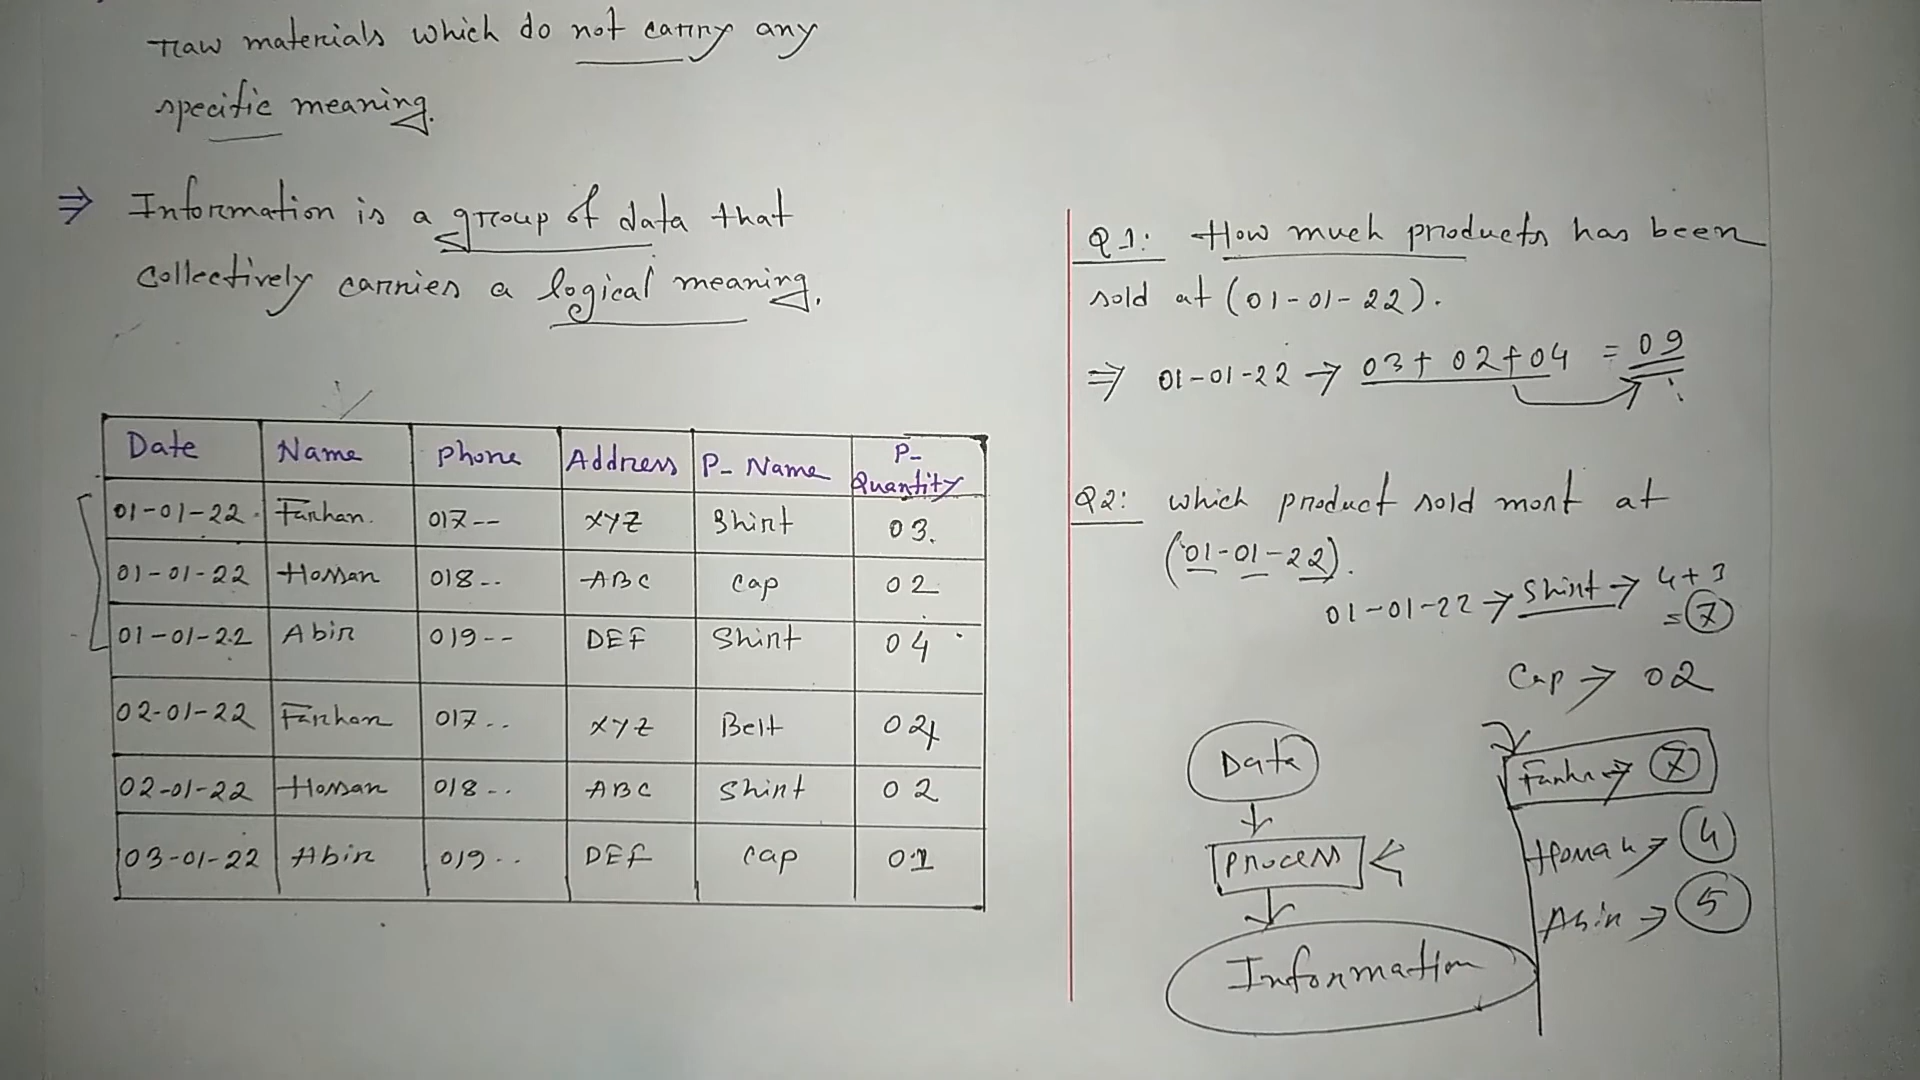 raw materials which do not carry any
specific meaning.
⇒ Information is a group of data that
collectively carries a logical meaning.
Date Name Phone Address P- Name P- Quantity
01-01-22 Farhan. 017-- XYZ Shirt 03.
01-01-22 Hossan 018-- ABC Cap 02
01-01-22 Abir 019-- DEF Shirt 04
02-01-22 Farhan 017-- XYZ Belt 04
02-01-22 Hossan 018-- ABC Shirt 02
03-01-22 Abir 019-- DEF Cap 01
Q1: How much products has been
sold at (01-01-22).
⇒ 01-01-22 → 03+ 02+04 = 09
Q2: which product sold most at
(01-01-22).
01-01-22 → Shirt → 4+3
= 7
Cap → 02
Data
Process
Information
Farhn → 7
→ 4
Abir → 5